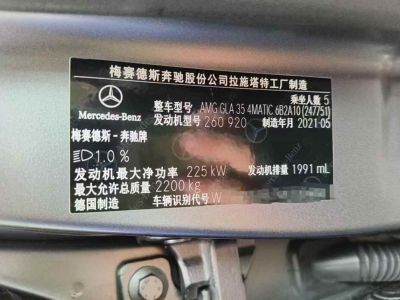 梅赛德斯奔驰股份公司拉施塔特工厂制造
乘坐人数 5
整车型号 AMG GLA 35 4MATIC 6B2A10 (247751)
发动机型号 260 920 制造年月 2021-05
Mercedes-Benz
梅赛德斯-奔驰牌
1.0 %
发动机最大净功率 225 kW 发动机排量 1991 mL
最大允许总质量 2200 kg
德国制造 车辆识别代号 W